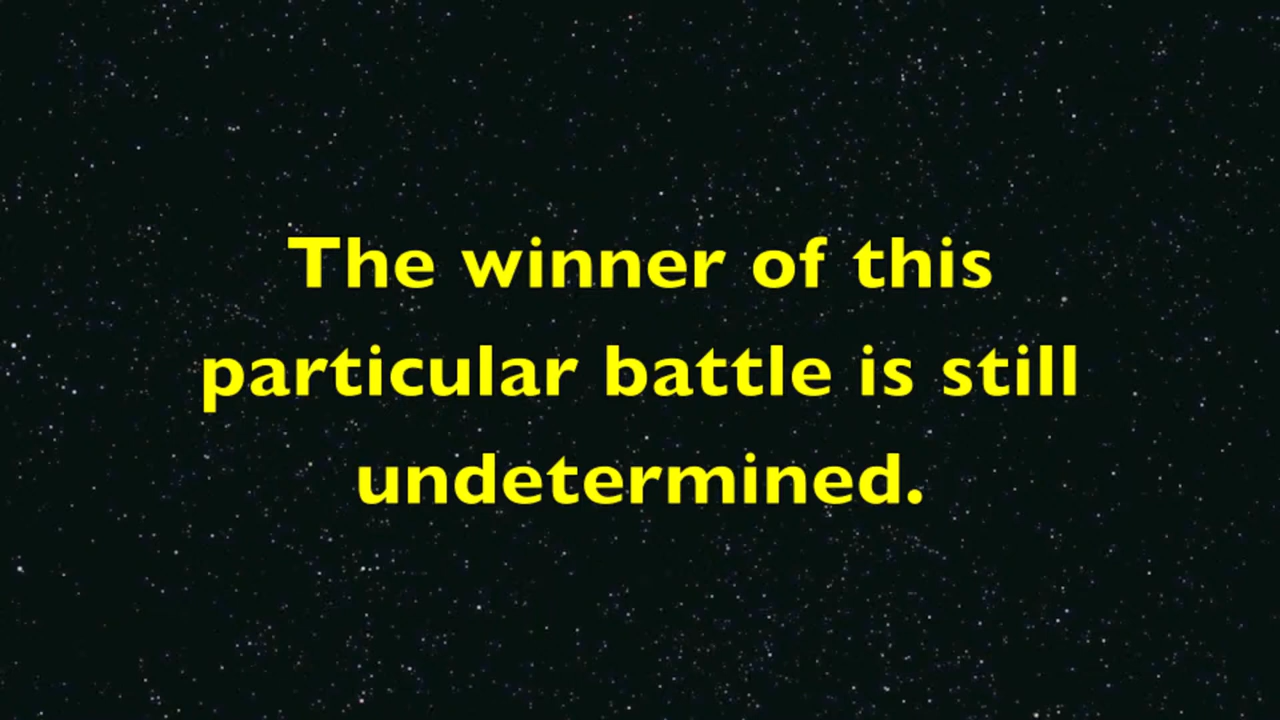 The winner of this
particular battle is still
undetermined.